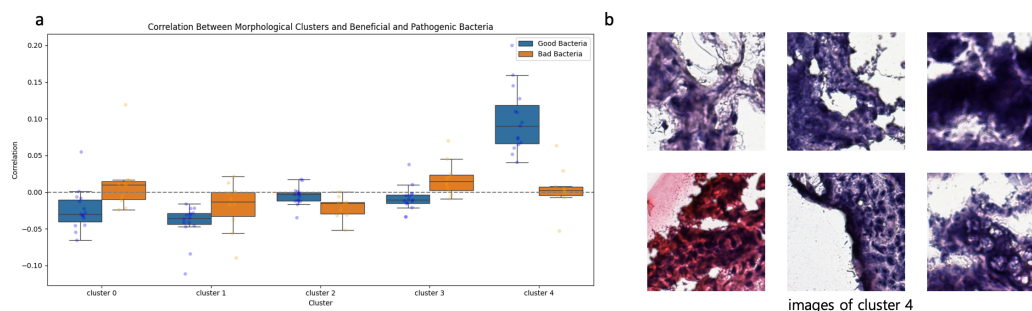 a
Correlation Between Morphological Clusters and Beneficial and Pathogenic Bacteria
Good Bacteria
Bad Bacteria
0.20
0.15
0.10
0.05
0.00
−0.05
−0.10
Correlation
cluster 0
cluster 1
cluster 2
cluster 3
cluster 4
Cluster
b
images of cluster 4